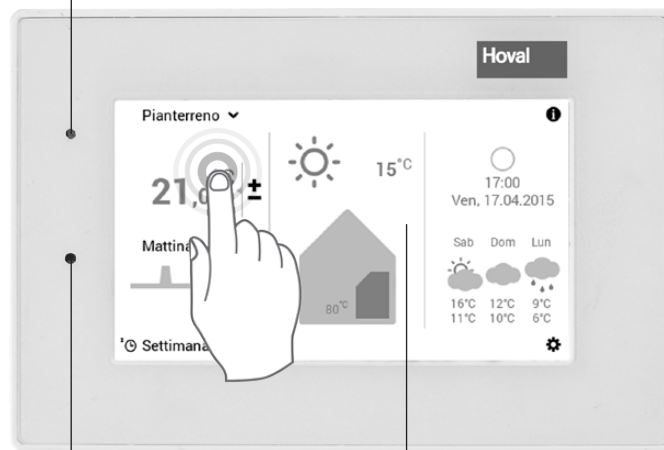 Hoval
Pianterreno
21,0
±
Mattina
Settimana
15°C
80°C
17:00
Ven, 17.04.2015
Sab Dom Lun
16°C 12°C 9°C
11°C 10°C 6°C